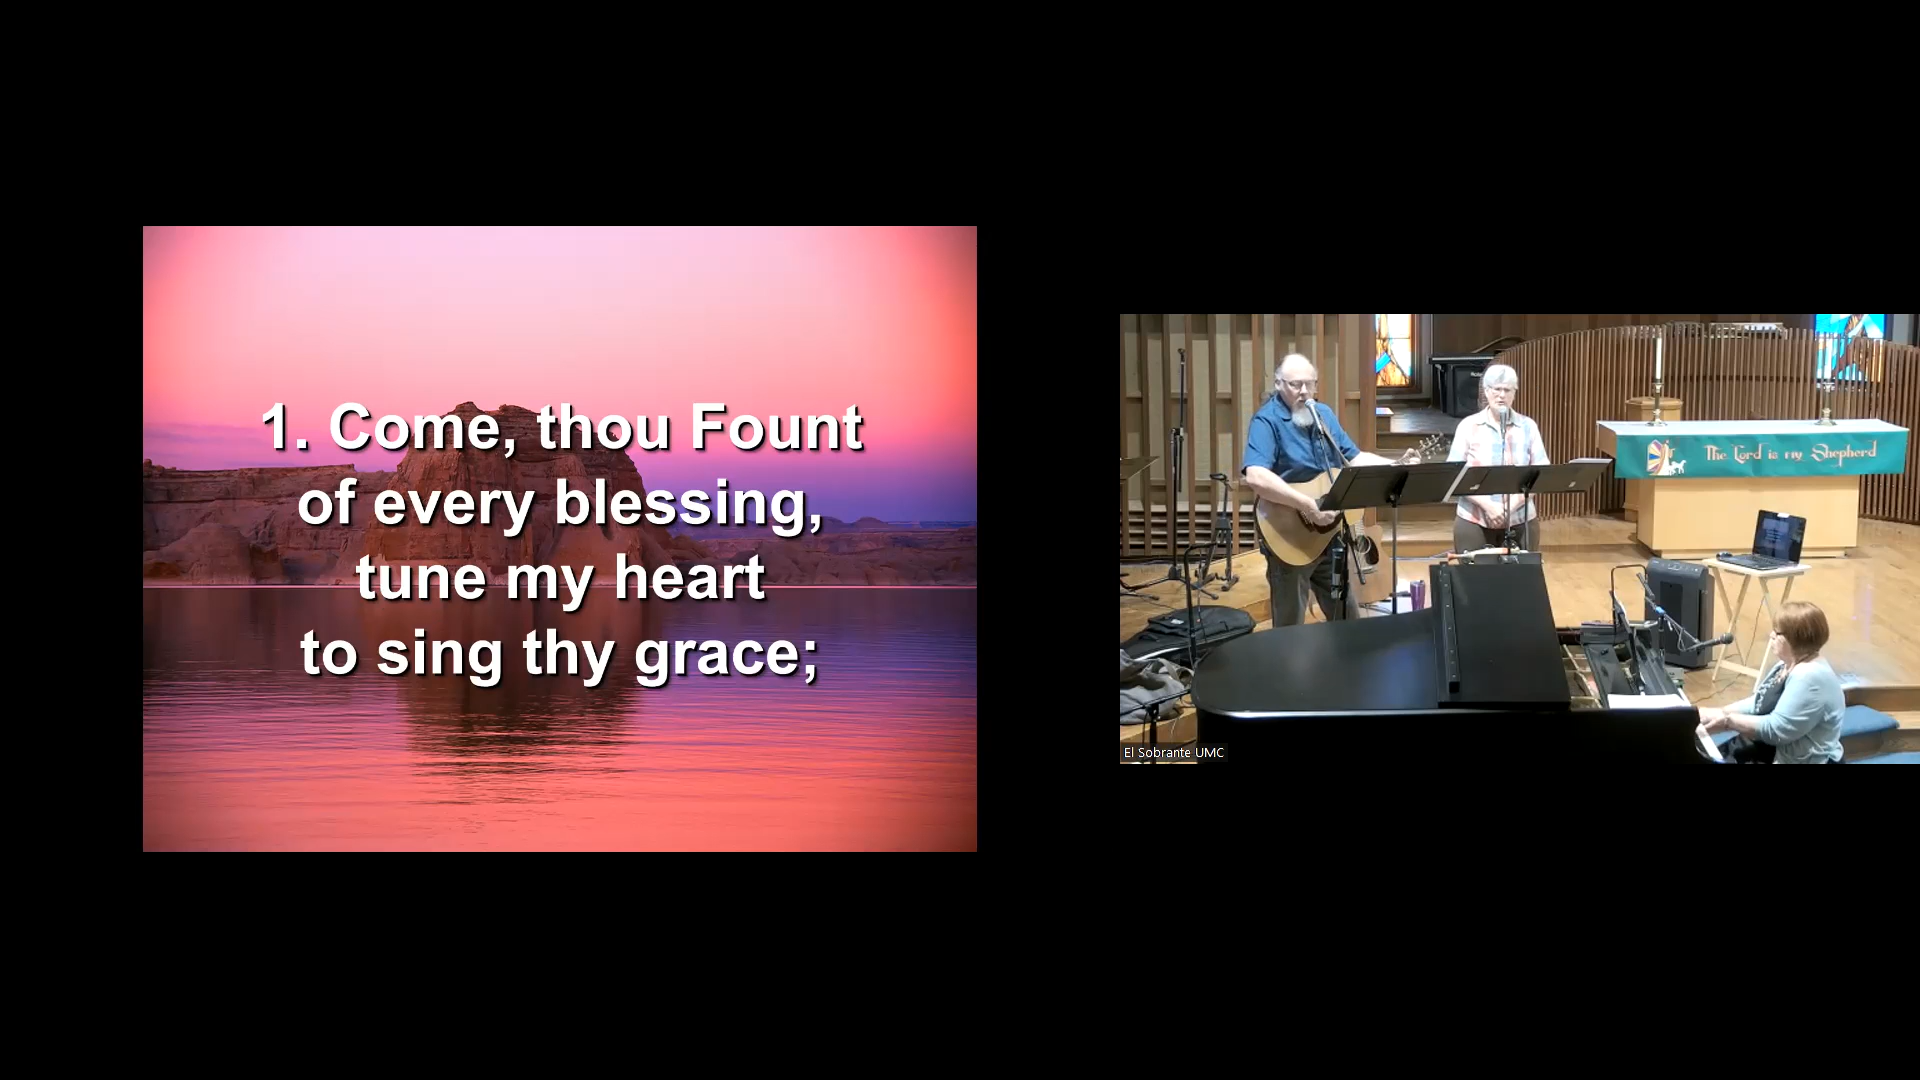 1. Come, thou Fount
of every blessing,
tune my heart
to sing thy grace;
The Lord is my Shepherd
El Sobrante UMC